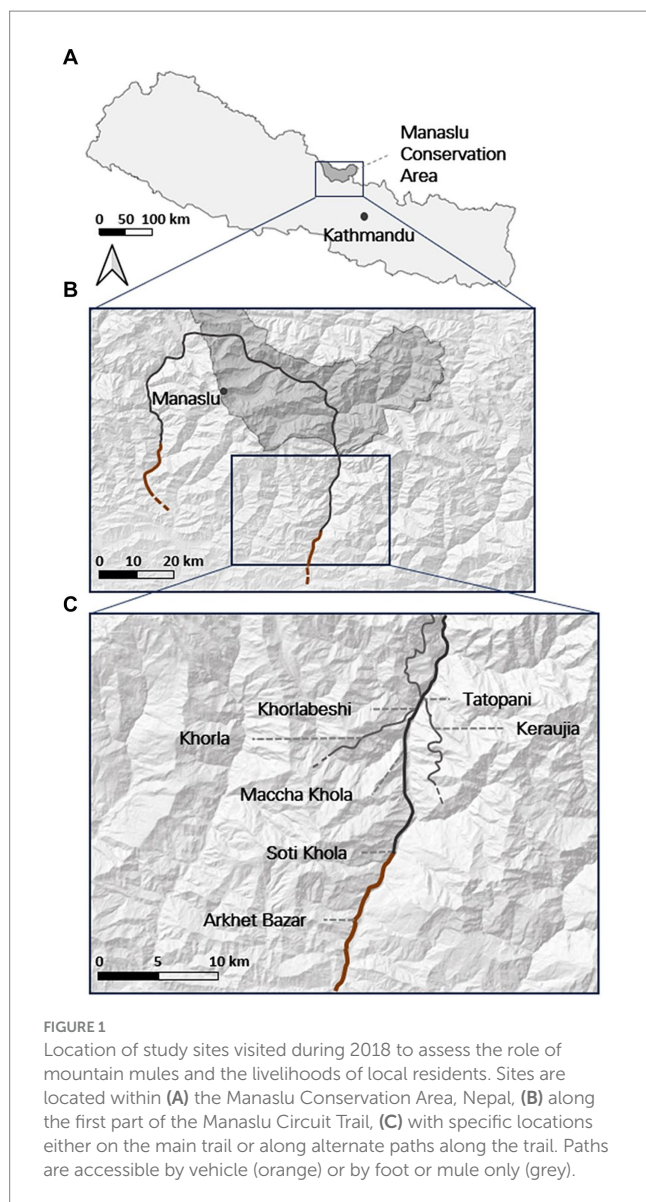 A
Manaslu
Conservation
Area
0 50 100 km
Kathmandu
B
Manaslu
0 10 20 km
C
Khorlabeshi
Tatopani
Khorla
Keraujia
Maccha Khola
Soti Khola
Arkhet Bazar
0 5 10 km
FIGURE 1
Location of study sites visited during 2018 to assess the role of
mountain mules and the livelihoods of local residents. Sites are
located within (A) the Manaslu Conservation Area, Nepal, (B) along
the first part of the Manaslu Circuit Trail, (C) with specific locations
either on the main trail or along alternate paths along the trail. Paths
are accessible by vehicle (orange) or by foot or mule only (grey).